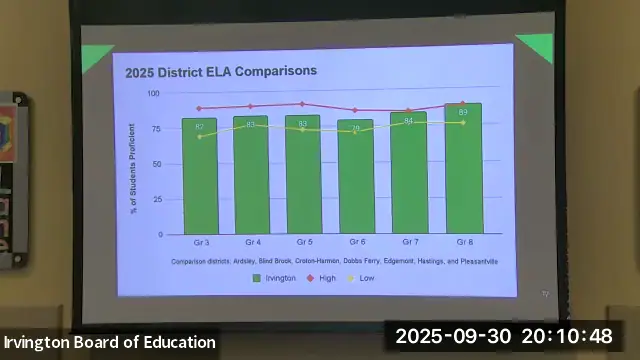 2025 District ELA Comparisons
100
75
50
25
0
% of Students Proficient
82
83
83
79
84
89
Gr 3
Gr 4
Gr 5
Gr 6
Gr 7
Gr 8
Comparison districts: Ardsley, Blind Brook, Croton-Harmon, Dobbs Ferry, Edgemont, Hastings, and Pleasantville
Irvington
High
Low
Irvington Board of Education
2025-09-30 20:10:48